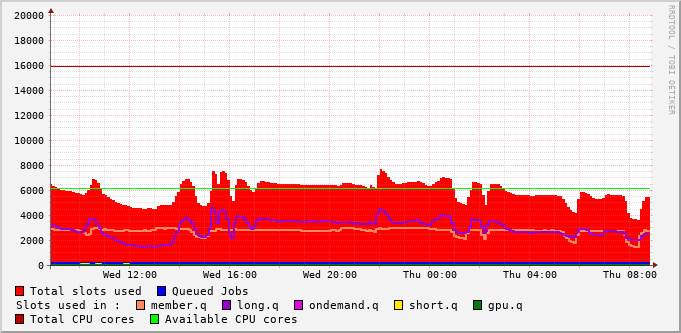 RRDTOOL / TOBI OETIKER
20000
18000
16000
14000
12000
10000
8000
6000
4000
2000
0
Wed 12:00 Wed 16:00 Wed 20:00 Thu 00:00 Thu 04:00 Thu 08:00
Total slots used Queued Jobs
Slots used in : member.q long.q ondemand.q short.q gpu.q
Total CPU cores Available CPU cores